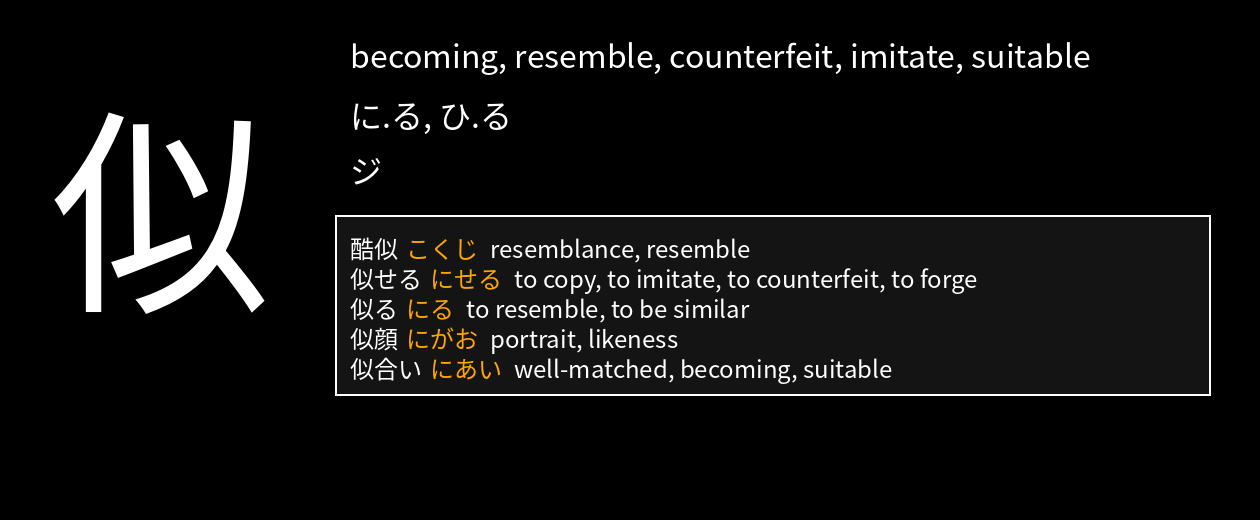 似
becoming, resemble, counterfeit, imitate, suitable
に.る, ひ.る
ジ
酷似 こくじ resemblance, resemble
似せる にせる to copy, to imitate, to counterfeit, to forge
似る にる to resemble, to be similar
似顔 にがお portrait, likeness
似合い にあい well-matched, becoming, suitable